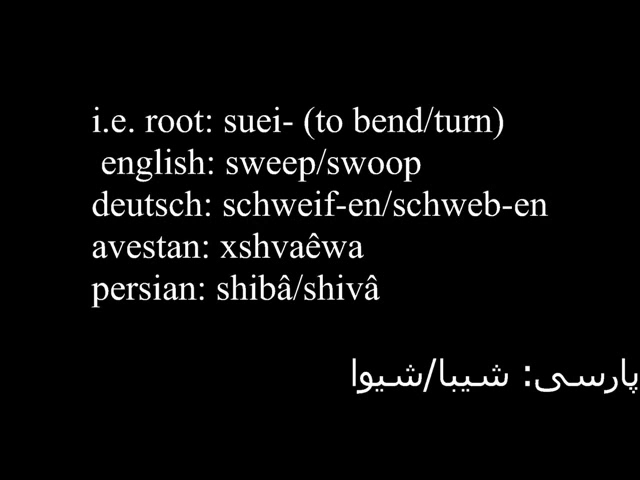 i.e. root: suei- (to bend/turn)
english: sweep/swoop
deutsch: schweif-en/schweb-en
avestan: xshvaêwa
persian: shibâ/shivâ
پارسی: شیبا/شیوا